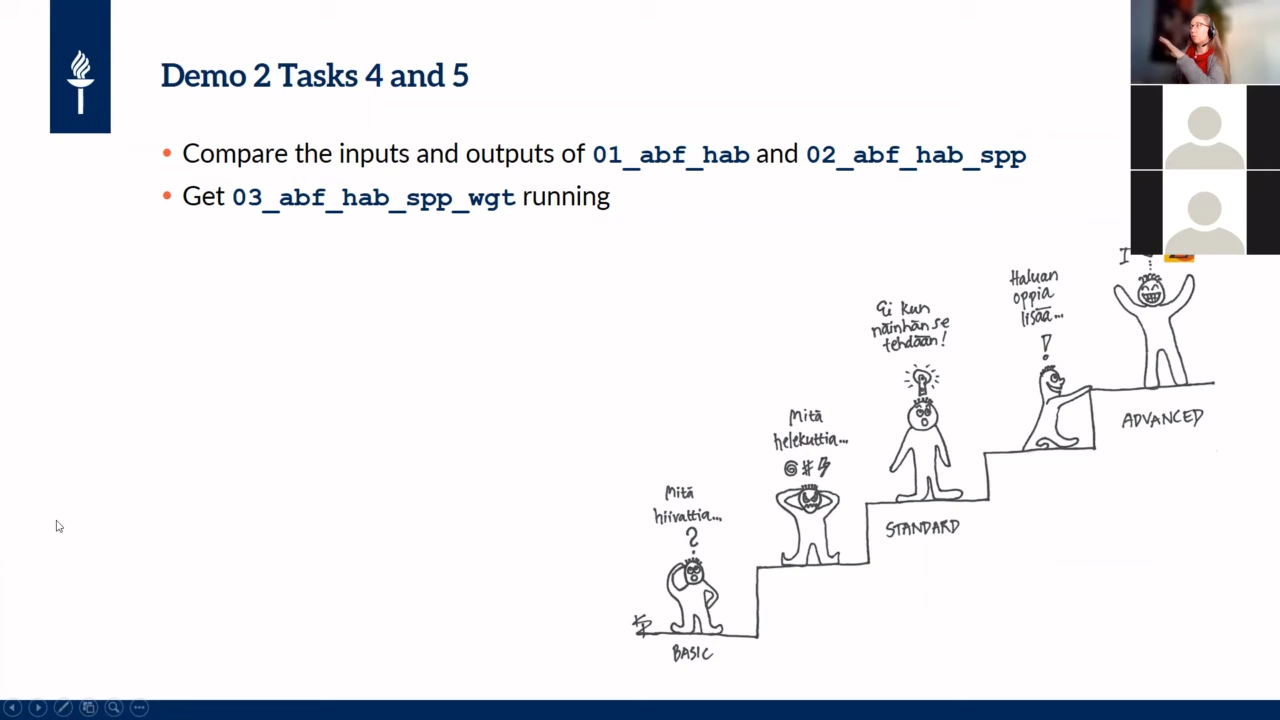 Demo 2 Tasks 4 and 5
• Compare the inputs and outputs of 01_abf_hab and 02_abf_hab_spp
• Get 03_abf_hab_spp_wgt running
I
Haluan
oppia
lisää...
!
Ei kun
näinhän se
tehdään!
Mitä
helekuttia...
@#
Mitä
hiivattia...
?
ADVANCED
STANDARD
BASIC